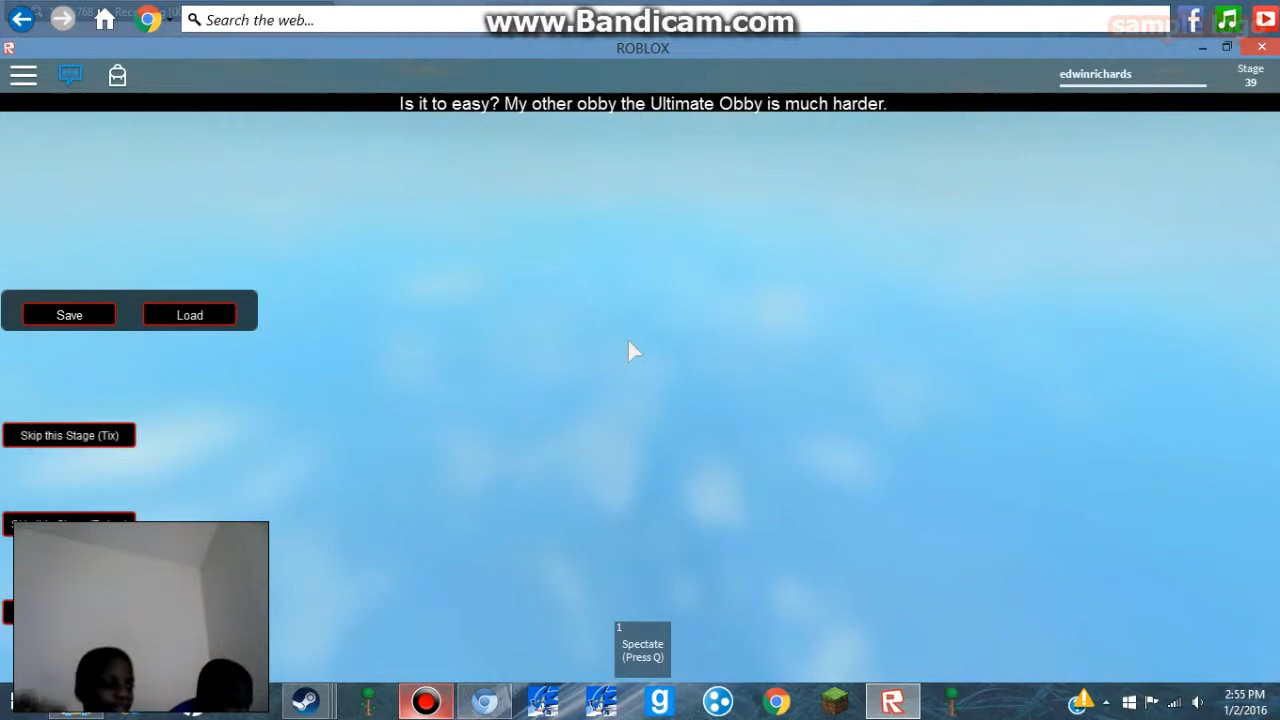 Search the web...
www.Bandicam.com
ROBLOX
edwinrichards
Stage
39
Is it to easy? My other obby the Ultimate Obby is much harder.
Save
Load
Skip this Stage (Tix)
1
Spectate
(Press Q)
2:55 PM
1/2/2016